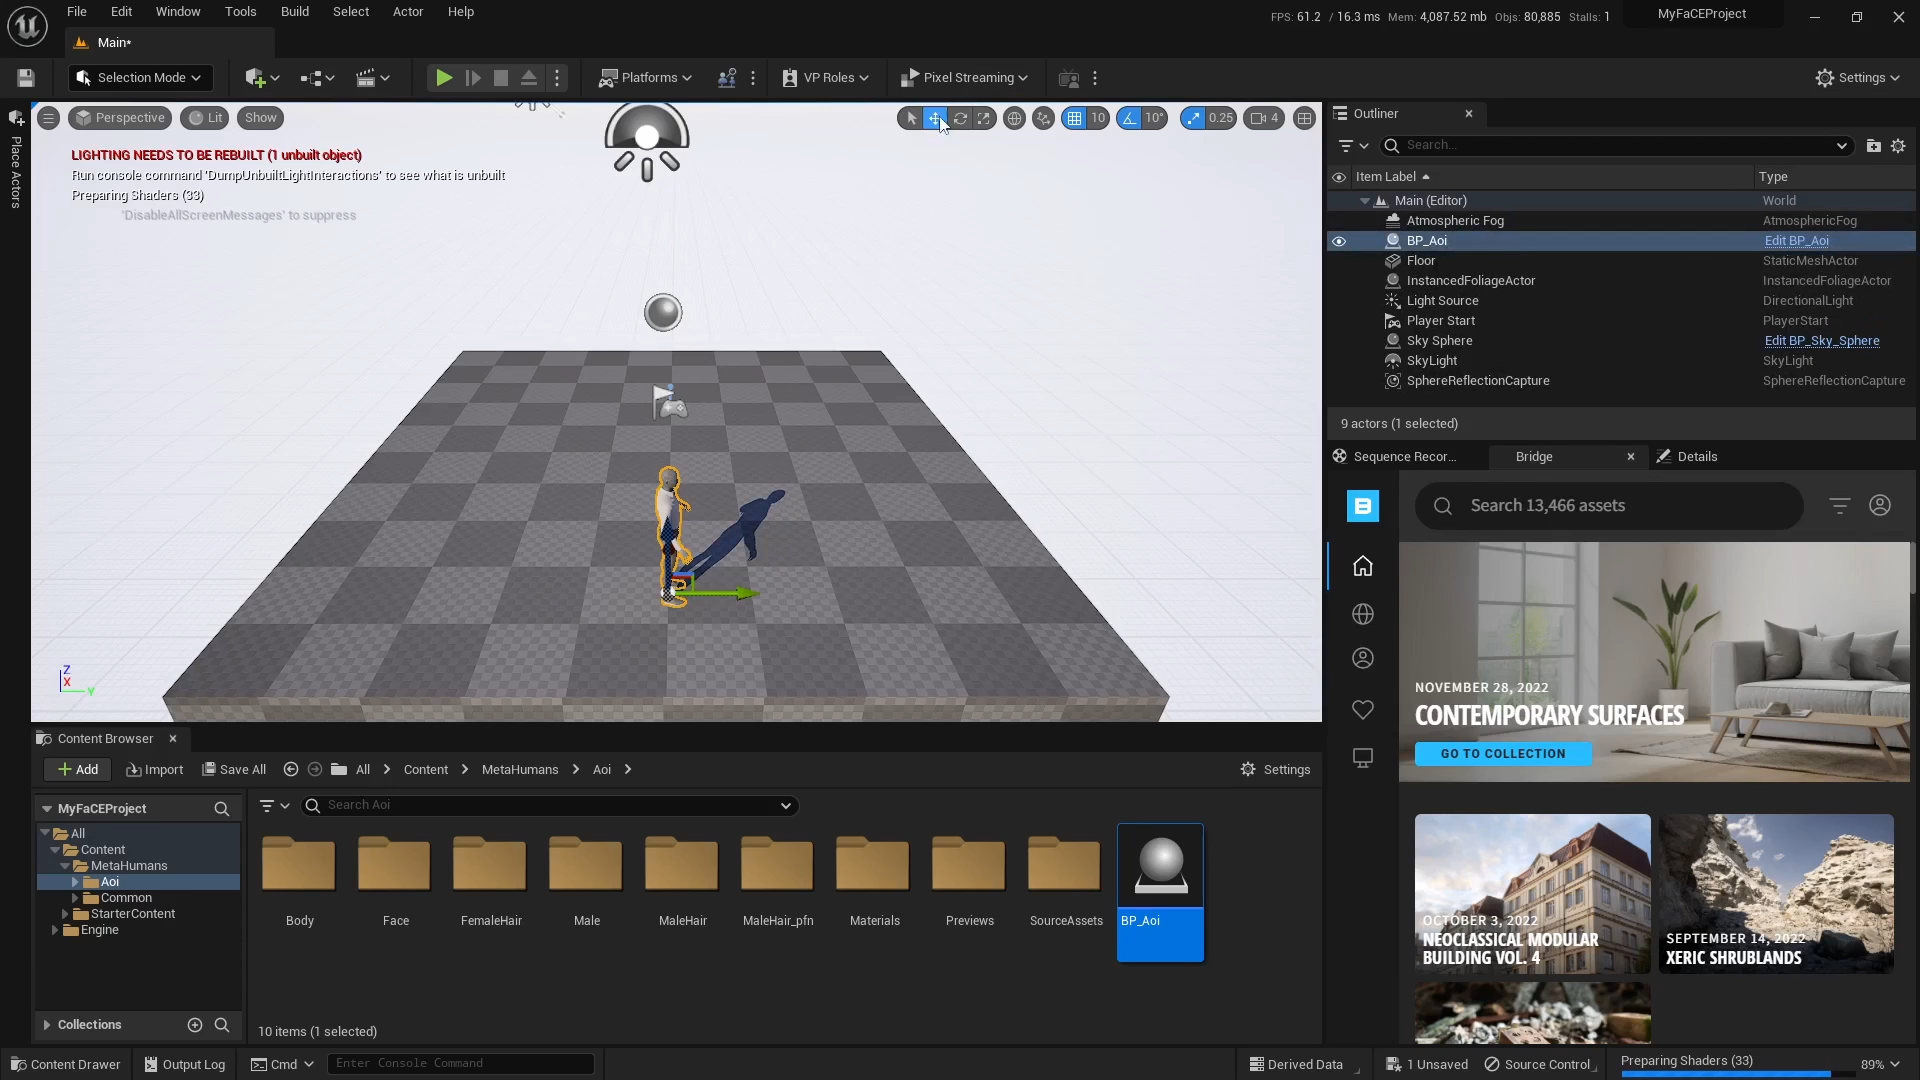 File Edit Window Tools Build Select Actor Help
FPS: 61.2 / 16.3 ms Mem: 4,087.52 mb Objs: 80,885 Stalls: 1
MyFaCEProject
Main*
Selection Mode
Platforms
VP Roles
Pixel Streaming
Settings
Perspective
Lit
Show
10
10°
0.25
4
LIGHTING NEEDS TO BE REBUILT (1 unbuilt object)
Run console command 'DumpUnbuiltLightInteractions' to see what is unbuilt
Preparing Shaders (33)
'DisableAllScreenMessages' to suppress
Place Actors
Z
X
Y
Outliner
Search...
Item Label Type
Main (Editor) World
Atmospheric Fog AtmosphericFog
BP_Aoi Edit BP_Aoi
Floor StaticMeshActor
InstancedFoliageActor InstancedFoliageActor
Light Source DirectionalLight
Player Start PlayerStart
Sky Sphere Edit BP_Sky_Sphere
SkyLight SkyLight
SphereReflectionCapture SphereReflectionCapture
9 actors (1 selected)
Sequence Recor...
Bridge
Details
Search 13,466 assets
NOVEMBER 28, 2022
CONTEMPORARY SURFACES
GO TO COLLECTION
OCTOBER 3, 2022
NEOCLASSICAL MODULAR
BUILDING VOL. 4
SEPTEMBER 14, 2022
XERIC SHRUBLANDS
Content Browser
Add
Import
Save All
All
Content
MetaHumans
Aoi
Settings
MyFaCEProject
Search Aoi
All
Content
MetaHumans
Aoi
Common
StarterContent
Engine
Collections
Body
Face
FemaleHair
Male
MaleHair
MaleHair_pfn
Materials
Previews
SourceAssets
BP_Aoi
10 items (1 selected)
Content Drawer
Output Log
Cmd
Enter Console Command
Derived Data
1 Unsaved
Source Control
Preparing Shaders (33)
89%